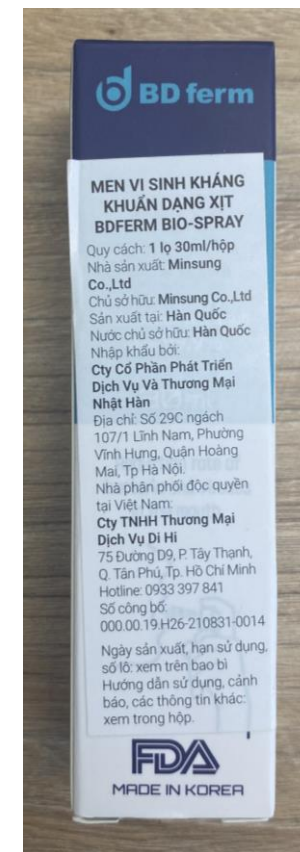 BD ferm
MEN VI SINH KHÁNG
KHUẨN DẠNG XỊT
BDFERM BIO-SPRAY
Quy cách: 1 lọ 30ml/hộp
Nhà sản xuất: Minsung
Co.,Ltd
Chủ sở hữu: Minsung Co.,Ltd
Sản xuất tại: Hàn Quốc
Nước chủ sở hữu: Hàn Quốc
Nhập khẩu bởi:
Cty Cổ Phần Phát Triển
Dịch Vụ Và Thương Mại
Nhật Hàn
Địa chỉ: Số 29C ngách
107/1 Lĩnh Nam, Phường
Vĩnh Hưng, Quận Hoàng
Mai, Tp Hà Nội.
Nhà phân phối độc quyền
tại Việt Nam:
Cty TNHH Thương Mại
Dịch Vụ Di Hi
75 Đường D9, P. Tây Thạnh,
Q. Tân Phú, Tp. Hồ Chí Minh
Hotline: 0933 397 841
Số công bố:
000.00.19.H26-210831-0014
Ngày sản xuất, hạn sử dụng,
số lô: xem trên bao bì
Hướng dẫn sử dụng, cảnh
báo, các thông tin khác:
xem trong hộp.
FDA
MADE IN KOREA